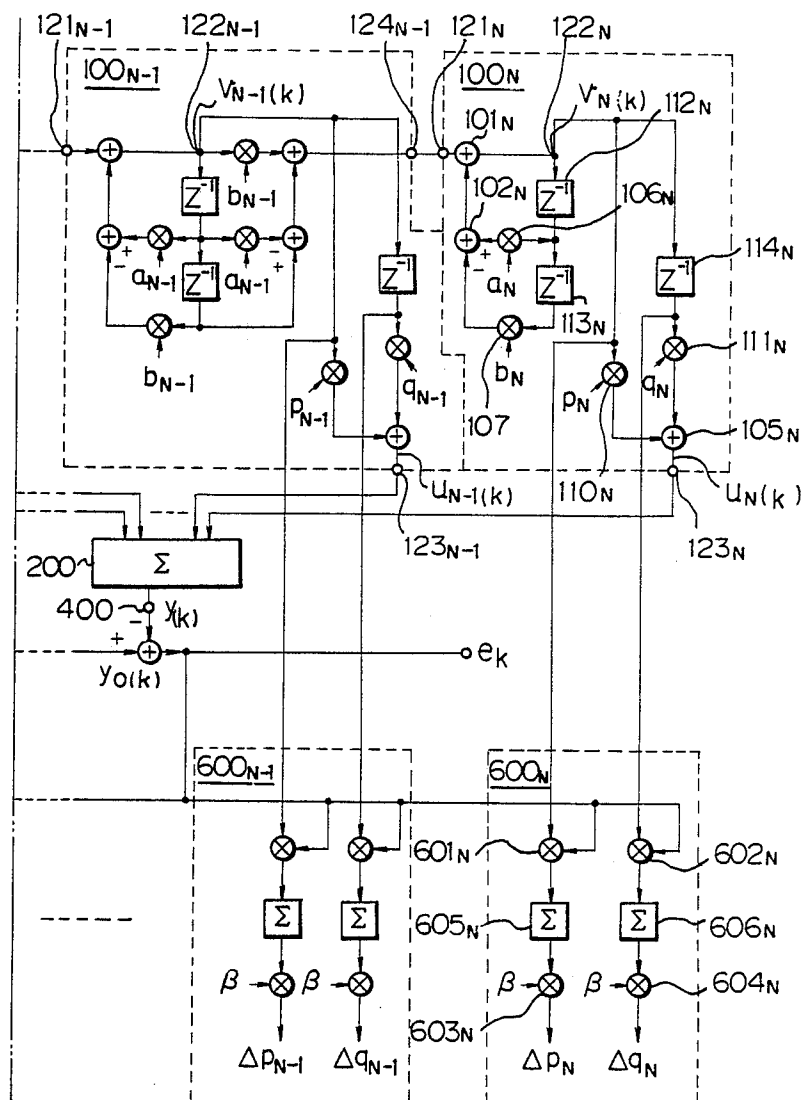 121N-1 122N-1 124N-1 121N 122N
100N-1 100N
VN-1(k) VN(k) 112N
101N
+ + + +
bN-1
Z⁻¹ Z⁻¹ 102N 106N
+ - + +
- + -
aN-1 aN-1 aN
Z⁻¹ Z⁻¹ Z⁻¹ Z⁻¹ 114N
113N
bN-1 bN 111N
pN-1 qN-1 107 pN qN
+ + 105N
uN-1(k) 110N uN(k)
123N-1 123N
200 Σ
400 y(k)
-
+ + ek
yo(k)
600N-1 600N
601N 602N
Σ Σ 605N Σ Σ 606N
β β β β 604N
603N
ΔpN-1 ΔqN-1 ΔpN ΔqN